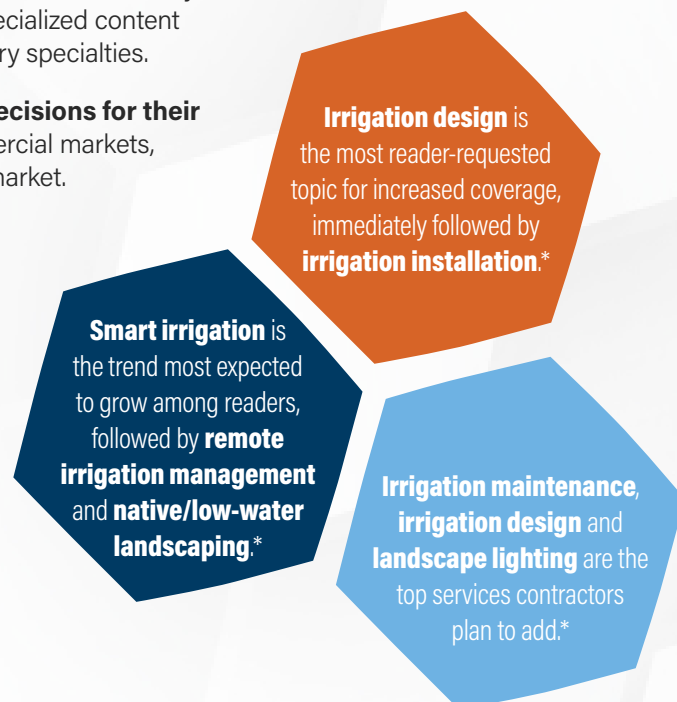 ecialized content
ry specialties.
ecisions for their
ercial markets,
narket.
Irrigation design is
the most reader-requested
topic for increased coverage,
immediately followed by
irrigation installation.*
Smart irrigation is
the trend most expected
to grow among readers,
followed by remote
irrigation management
and native/low-water
landscaping.*
Irrigation maintenance,
irrigation design and
landscape lighting are the
top services contractors
plan to add.*